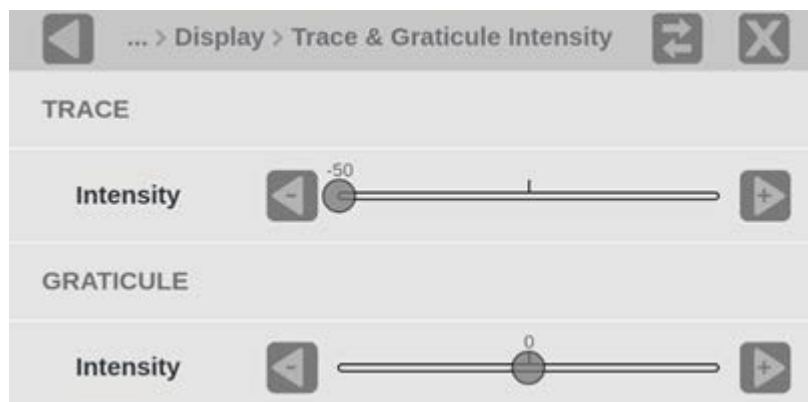 ... > Display > Trace & Graticule Intensity
TRACE
-50
Intensity - +
GRATICULE
0
Intensity - +